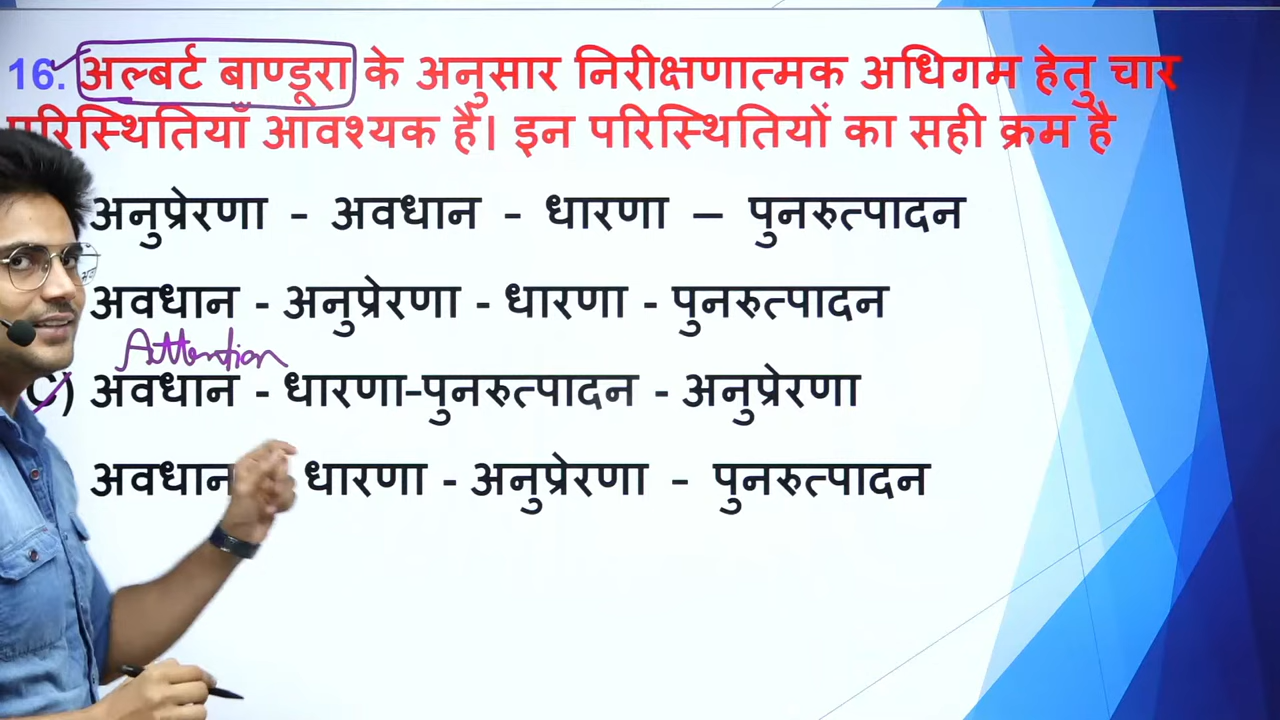 16. अल्बर्ट बाण्डूरा के अनुसार निरीक्षणात्मक अधिगम हेतु चार
परिस्थितियाँ आवश्यक हैं। इन परिस्थितियों का सही क्रम है
अनुप्रेरणा - अवधान - धारणा – पुनरुत्पादन
अवधान - अनुप्रेरणा - धारणा - पुनरुत्पादन
Attention
C) अवधान - धारणा-पुनरुत्पादन - अनुप्रेरणा
अवधान धारणा - अनुप्रेरणा - पुनरुत्पादन